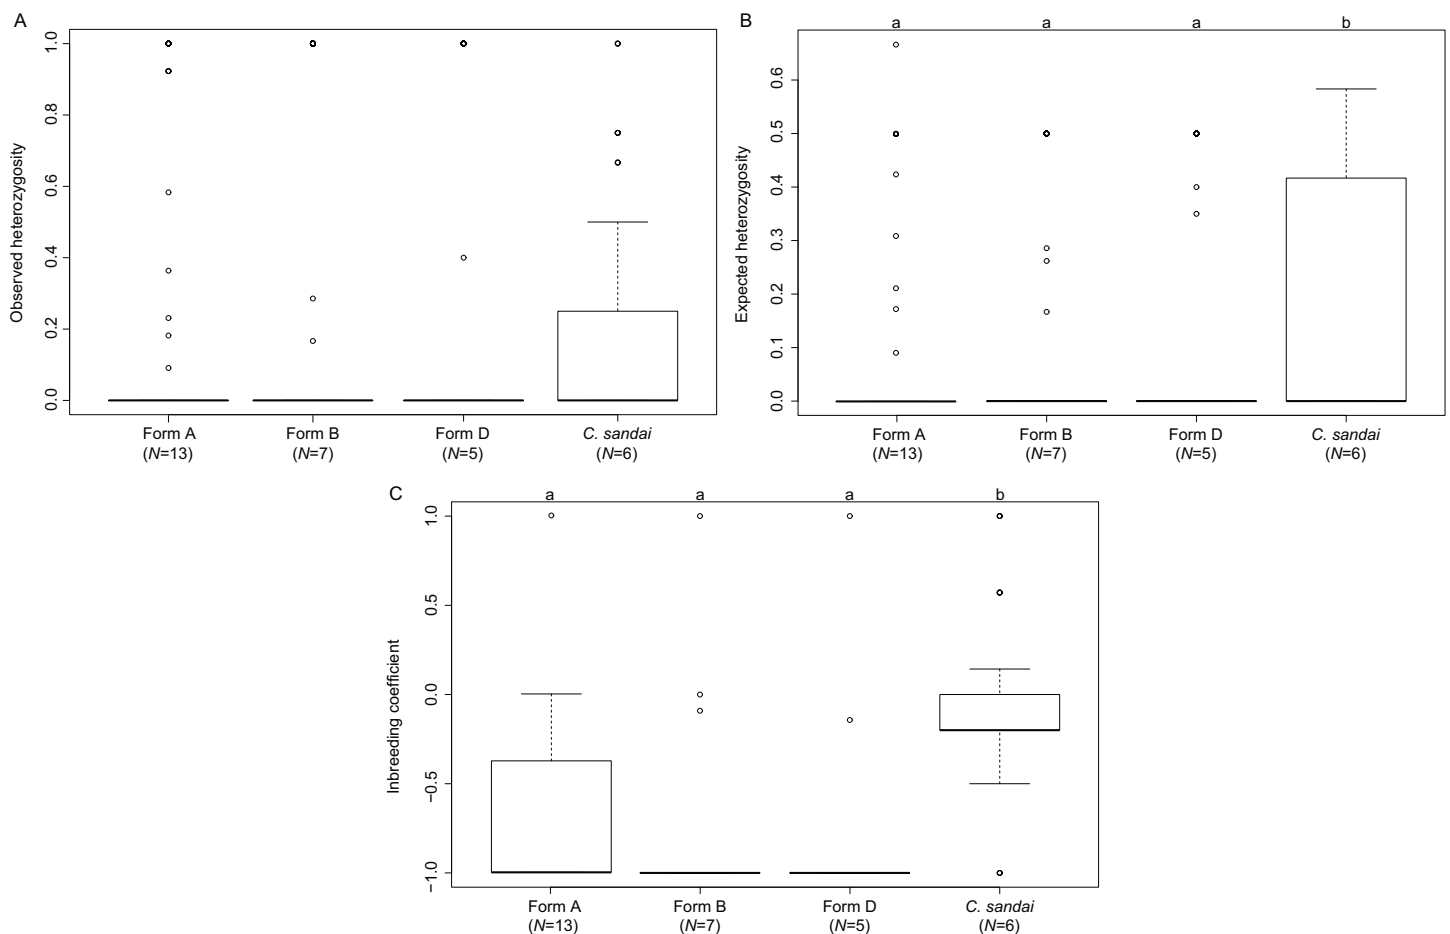 A
Observed heterozygosity
1.0
0.8
0.6
0.4
0.2
0.0
Form A
(N=13)
Form B
(N=7)
Form D
(N=5)
C. sandai
(N=6)
B
a
a
a
b
Expected heterozygosity
0.6
0.5
0.4
0.3
0.2
0.1
0.0
Form A
(N=13)
Form B
(N=7)
Form D
(N=5)
C. sandai
(N=6)
C
a
a
a
b
Inbreeding coefficient
1.0
0.5
0.0
−0.5
−1.0
Form A
(N=13)
Form B
(N=7)
Form D
(N=5)
C. sandai
(N=6)